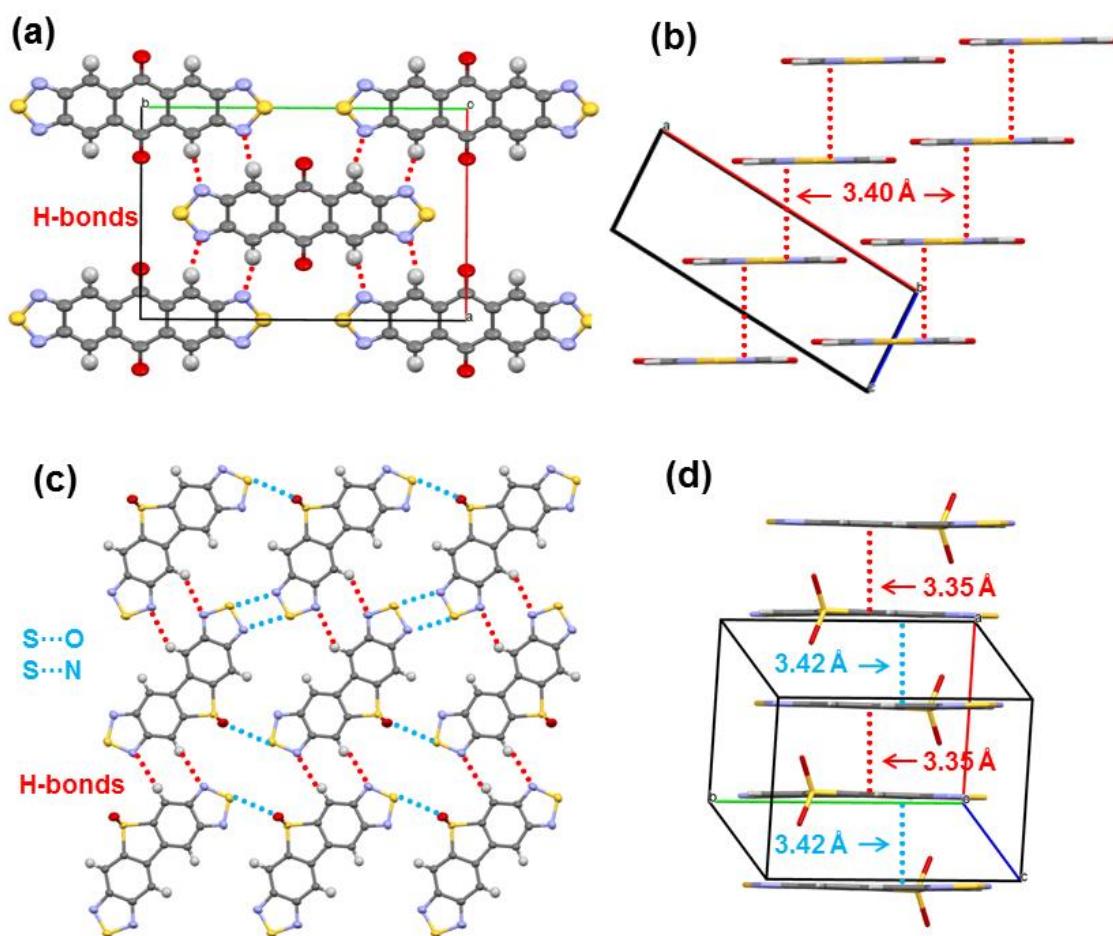 (a)
b
o
H-bonds
a
(b)
a
← 3.40 Å →
b
c
(c)
S···O
S···N
H-bonds
(d)
← 3.35 Å
a
3.42 Å →
← 3.35 Å
b
o
3.42 Å →
c